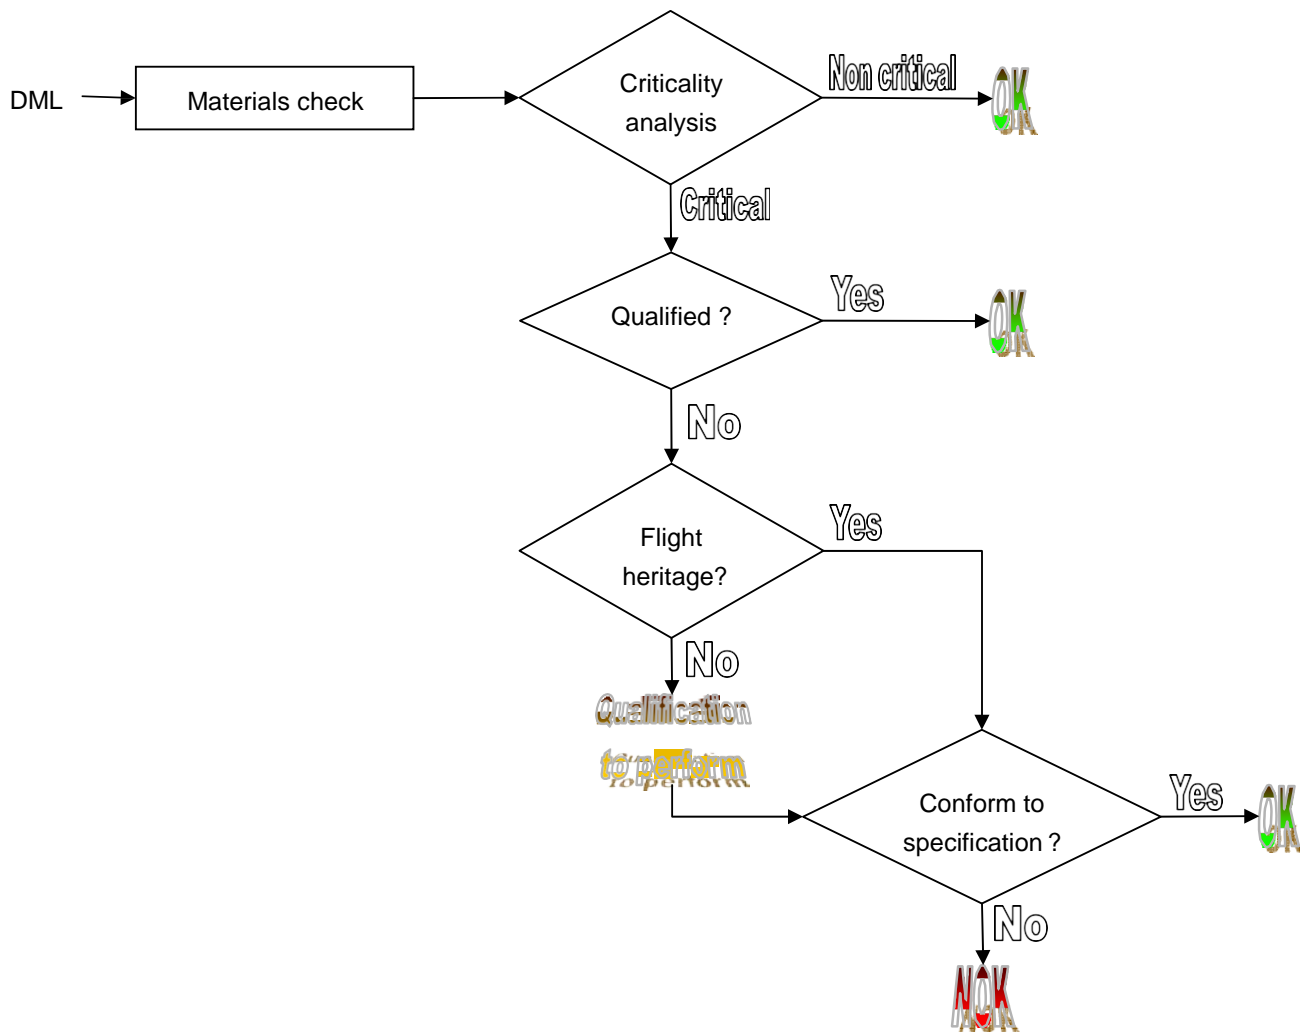 DML
Materials check
Criticality
analysis
Non critical
OK
Critical
Qualified ?
Yes
OK
No
Flight
heritage?
Yes
No
Qualification
to perform
Conform to
specification ?
Yes
OK
No
NOK